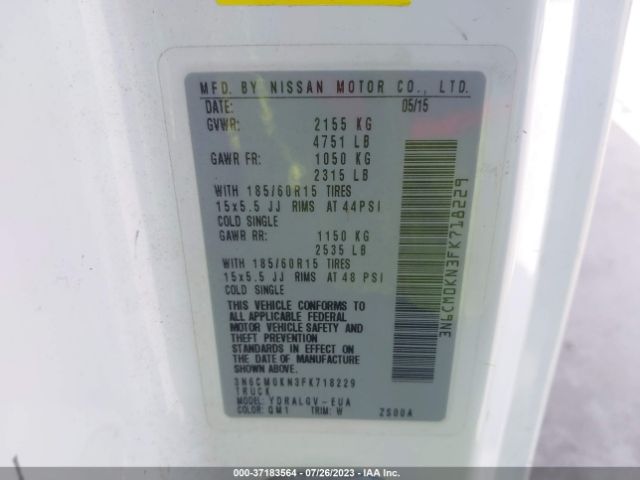 MFD. BY NISSAN MOTOR CO., LTD.
DATE: 05/15
GVWR: 2155 KG
4751 LB
GAWR FR: 1050 KG
2315 LB
WITH 185/60R15 TIRES
15x5.5 JJ RIMS AT 44PSI
COLD SINGLE
GAWR RR: 1150 KG
2535 LB
WITH 185/60R15 TIRES
15x5.5 JJ RIMS AT 48 PSI
COLD SINGLE
THIS VEHICLE CONFORMS TO
ALL APPLICABLE FEDERAL
MOTOR VEHICLE SAFETY AND
THEFT PREVENTION
STANDARDS IN EFFECT ON
THE DATE OF MANUFACTURE
SHOWN ABOVE.
3N6CM0KN3FK718229
TRUCK
MODEL: YDRALGV-EUA
COLOR: QM1 TRIM: W ZS00A
3N6CM0KN3FK718229
000-37183564 / 07/26/2023 - IAA Inc.